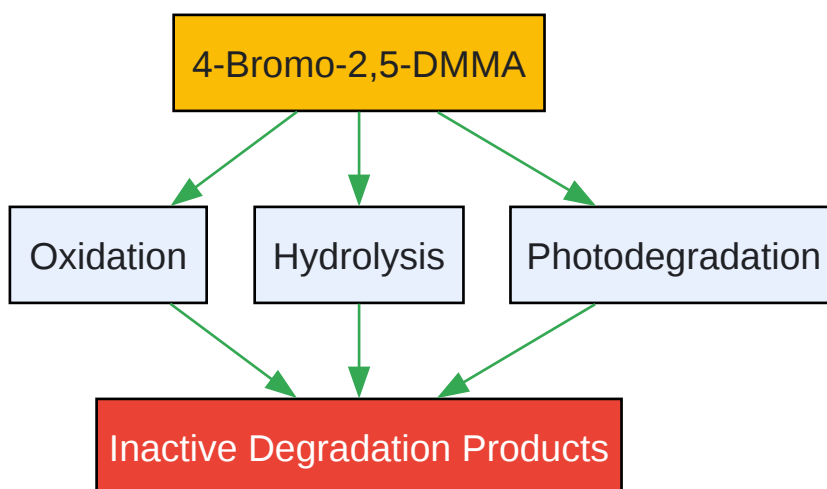 4-Bromo-2,5-DMMA
Oxidation
Hydrolysis
Photodegradation
Inactive Degradation Products